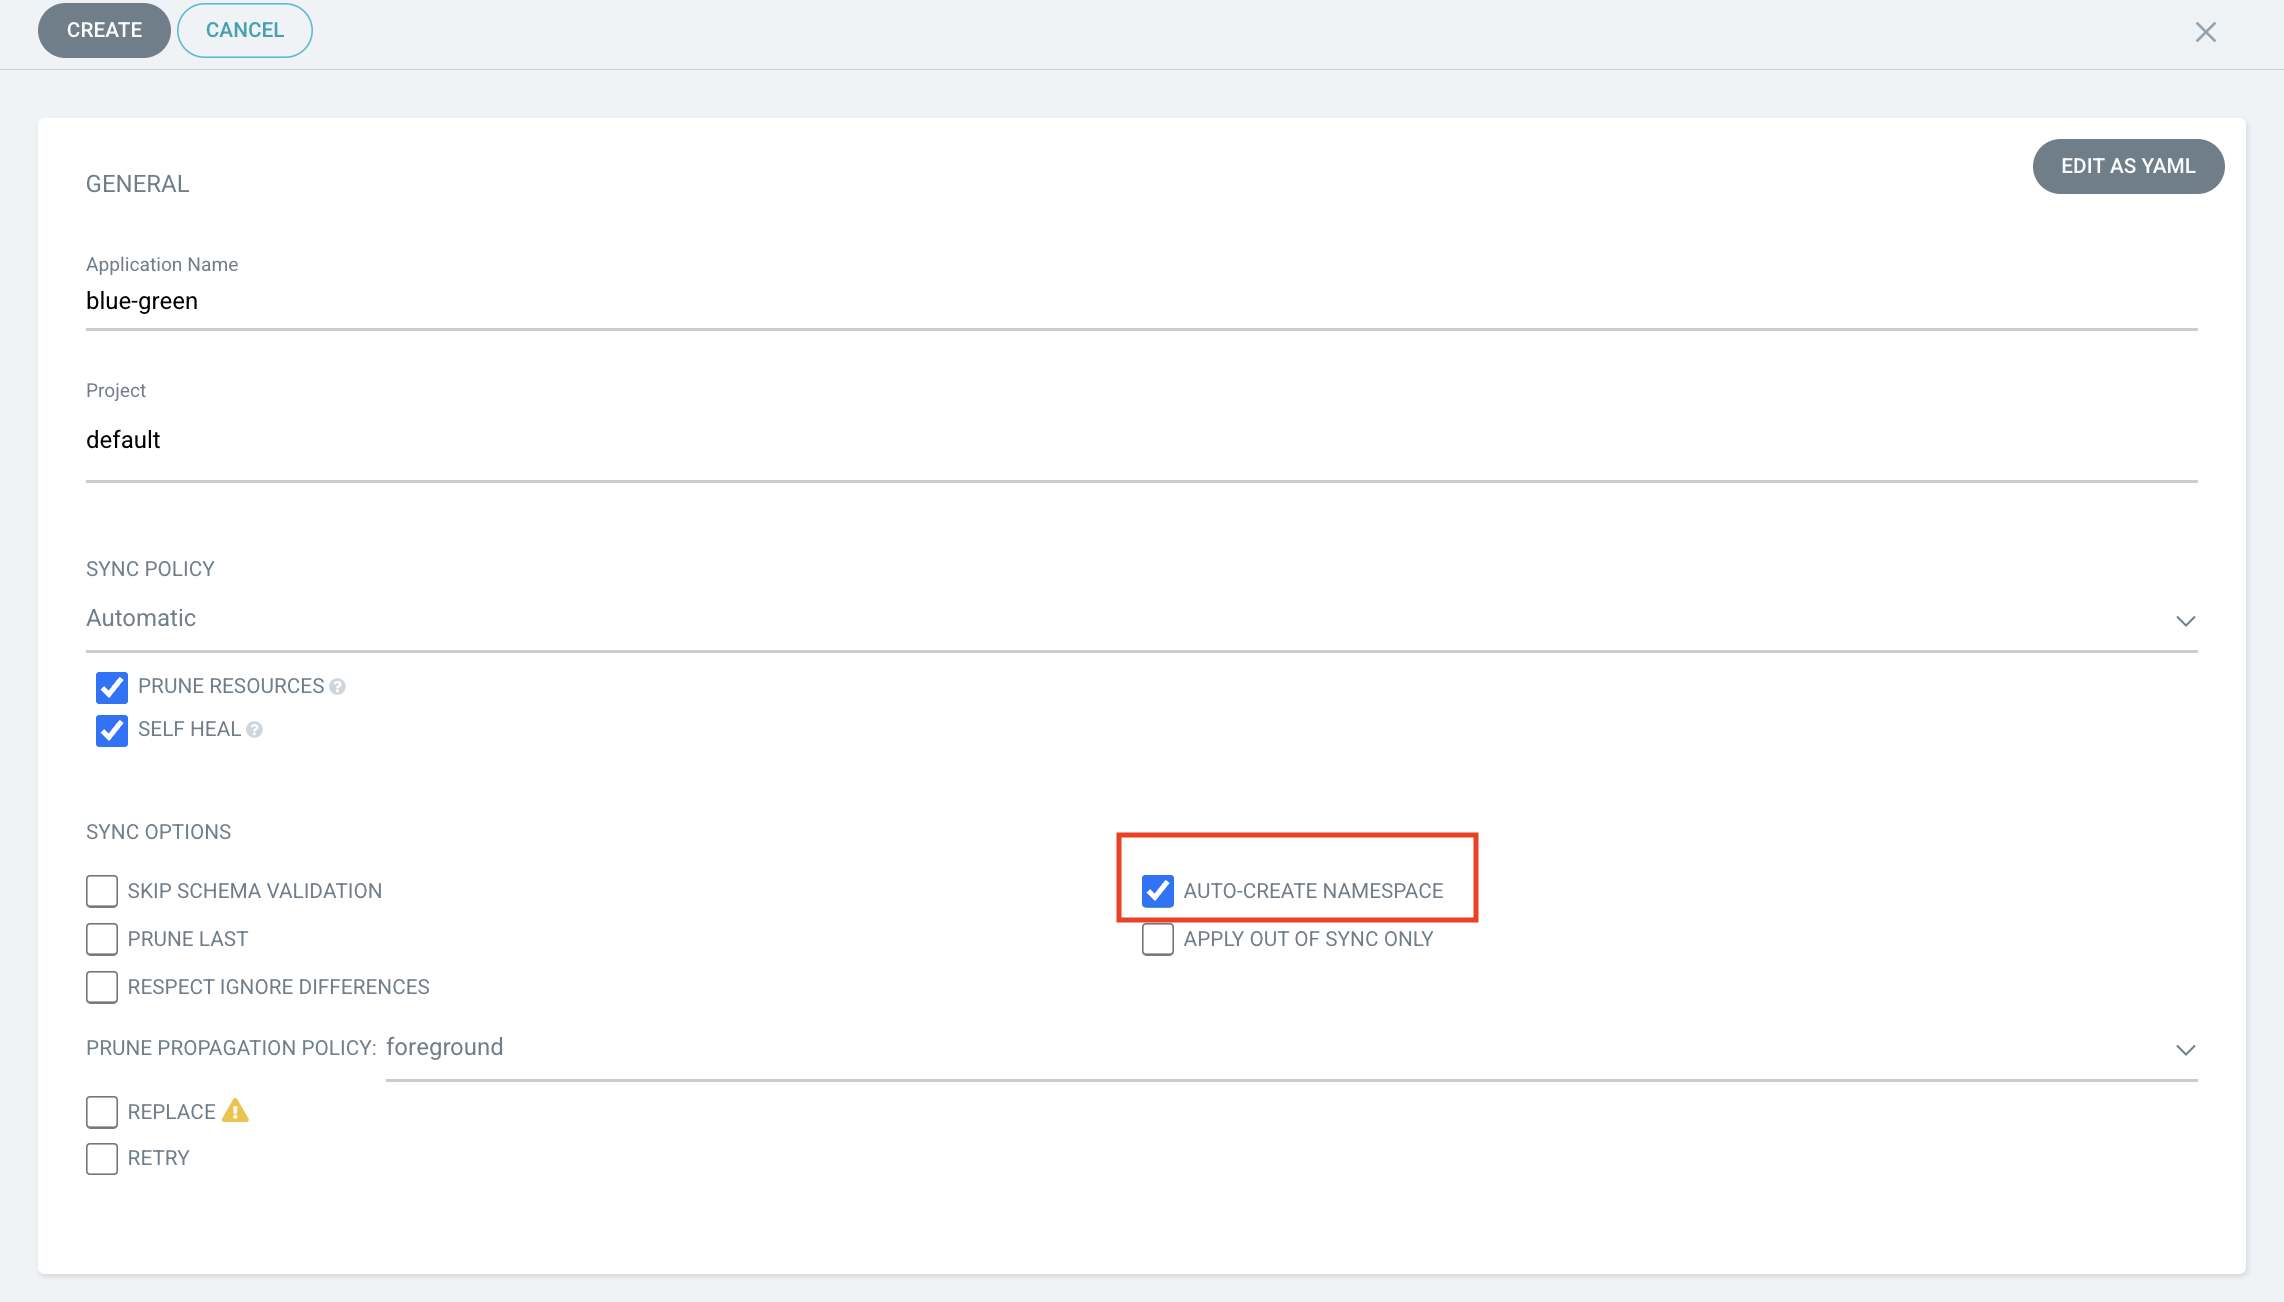 CREATE CANCEL
EDIT AS YAML
GENERAL
Application Name
blue-green
Project
default
SYNC POLICY
Automatic
PRUNE RESOURCES ?
SELF HEAL ?
SYNC OPTIONS
SKIP SCHEMA VALIDATION AUTO-CREATE NAMESPACE
PRUNE LAST APPLY OUT OF SYNC ONLY
RESPECT IGNORE DIFFERENCES
PRUNE PROPAGATION POLICY: foreground
REPLACE
RETRY